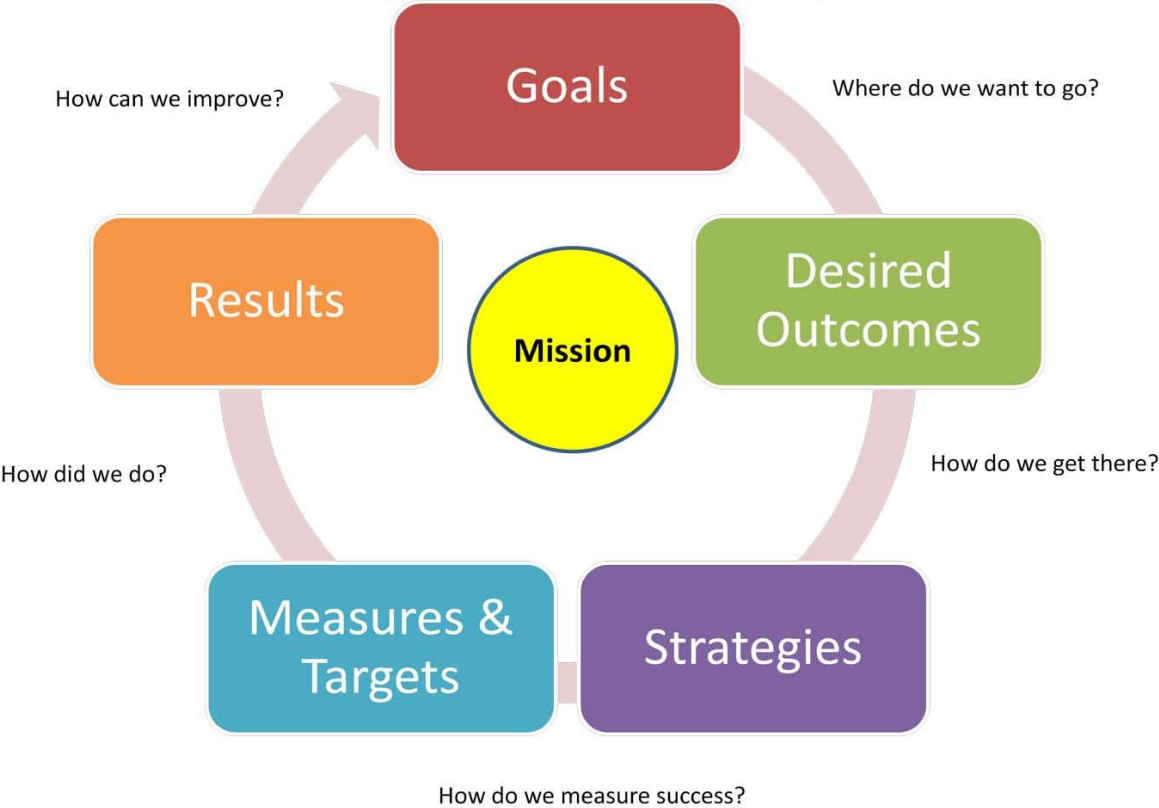 Goals
Where do we want to go?
Desired
Outcomes
How do we get there?
Strategies
How do we measure success?
Measures &
Targets
How did we do?
Results
How can we improve?
Mission